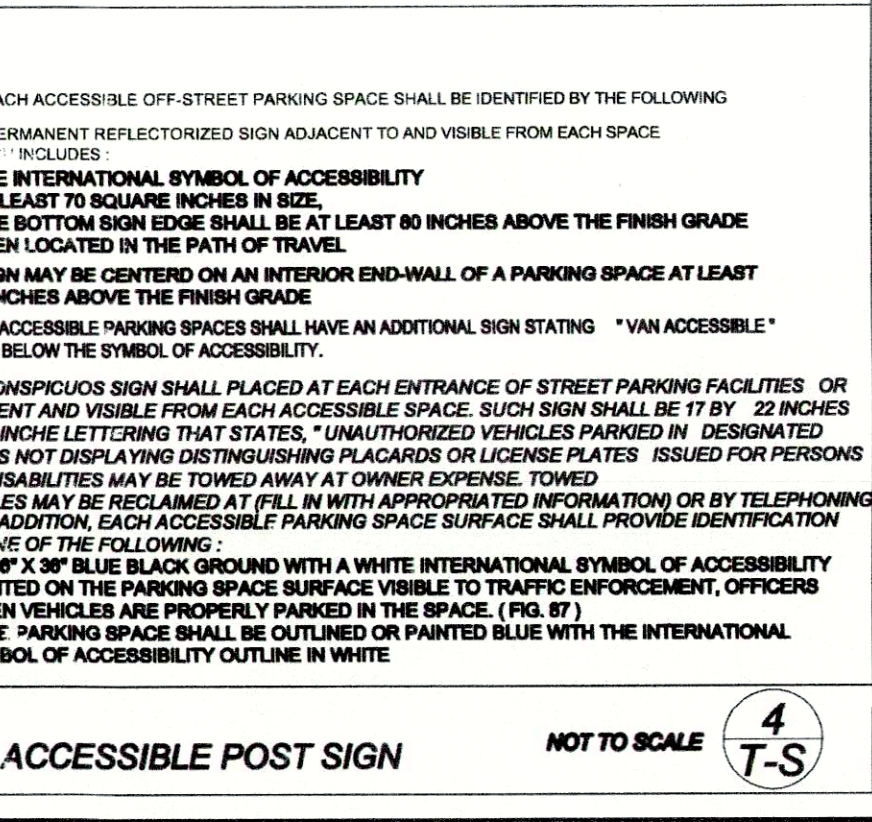 ACH ACCESSIBLE OFF-STREET PARKING SPACE SHALL BE IDENTIFIED BY THE FOLLOWING
ERMANENT REFLECTORIZED SIGN ADJACENT TO AND VISIBLE FROM EACH SPACE
INCLUDES :
E INTERNATIONAL SYMBOL OF ACCESSIBILITY
LEAST 70 SQUARE INCHES IN SIZE,
E BOTTOM SIGN EDGE SHALL BE AT LEAST 80 INCHES ABOVE THE FINISH GRADE
EN LOCATED IN THE PATH OF TRAVEL
GN MAY BE CENTERD ON AN INTERIOR END-WALL OF A PARKING SPACE AT LEAST
NCHES ABOVE THE FINISH GRADE
ACCESSIBLE PARKING SPACES SHALL HAVE AN ADDITIONAL SIGN STATING "VAN ACCESSIBLE"
BELOW THE SYMBOL OF ACCESSIBILITY.
ONSPICUOS SIGN SHALL PLACED AT EACH ENTRANCE OF STREET PARKING FACILITIES OR
ENT AND VISIBLE FROM EACH ACCESSIBLE SPACE. SUCH SIGN SHALL BE 17 BY 22 INCHES
INCHE LETTERING THAT STATES, "UNAUTHORIZED VEHICLES PARKIED IN DESIGNATED
S NOT DISPLAYING DISTINGUISHING PLACARDS OR LICENSE PLATES ISSUED FOR PERSONS
ISABILITIES MAY BE TOWED AWAY AT OWNER EXPENSE. TOWED
LES MAY BE RECLAIMED AT (FILL IN WITH APPROPRIATED INFORMATION) OR BY TELEPHONING
ADDITION, EACH ACCESSIBLE PARKING SPACE SURFACE SHALL PROVIDE IDENTIFICATION
NE OF THE FOLLOWING :
6" X 36" BLUE BLACK GROUND WITH A WHITE INTERNATIONAL SYMBOL OF ACCESSIBILITY
NTED ON THE PARKING SPACE SURFACE VISIBLE TO TRAFFIC ENFORCEMENT, OFFICERS
EN VEHICLES ARE PROPERLY PARKED IN THE SPACE. ( FIG. 87 )
E PARKING SPACE SHALL BE OUTLINED OR PAINTED BLUE WITH THE INTERNATIONAL
BOL OF ACCESSIBILITY OUTLINE IN WHITE
ACCESSIBLE POST SIGN
NOT TO SCALE
4
T-S